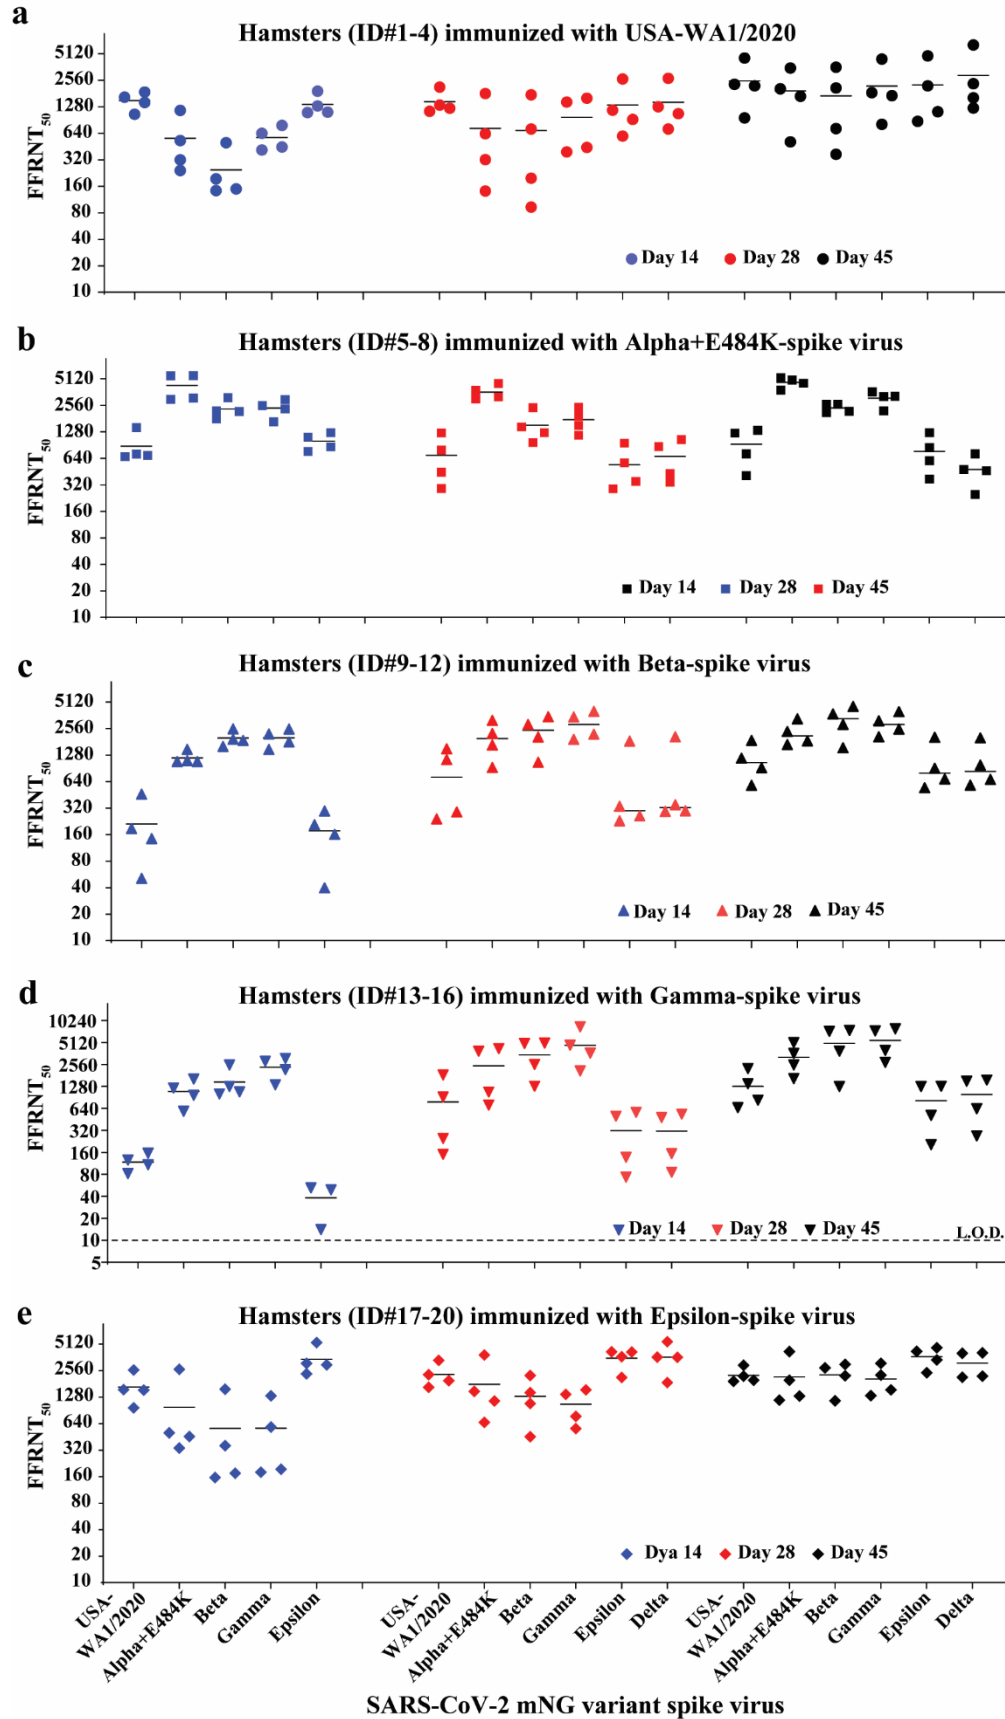 a
Hamsters (ID#1-4) immunized with USA-WA1/2020
FFRNT50
5120
2560
1280
640
320
160
80
40
20
10
Day 14 Day 28 Day 45
b
Hamsters (ID#5-8) immunized with Alpha+E484K-spike virus
FFRNT50
5120
2560
1280
640
320
160
80
40
20
10
Day 14 Day 28 Day 45
c
Hamsters (ID#9-12) immunized with Beta-spike virus
FFRNT50
5120
2560
1280
640
320
160
80
40
20
10
Day 14 Day 28 Day 45
d
Hamsters (ID#13-16) immunized with Gamma-spike virus
FFRNT50
10240
5120
2560
1280
640
320
160
80
40
20
10
5
Day 14 Day 28 Day 45
L.O.D.
e
Hamsters (ID#17-20) immunized with Epsilon-spike virus
FFRNT50
5120
2560
1280
640
320
160
80
40
20
10
Dya 14 Day 28 Day 45
USA-
WA1/2020
Alpha+E484K
Beta
Gamma
Epsilon
USA-
WA1/2020
Alpha+E484K
Beta
Gamma
Epsilon
Delta
USA-
WA1/2020
Alpha+E484K
Beta
Gamma
Epsilon
Delta
SARS-CoV-2 mNG variant spike virus